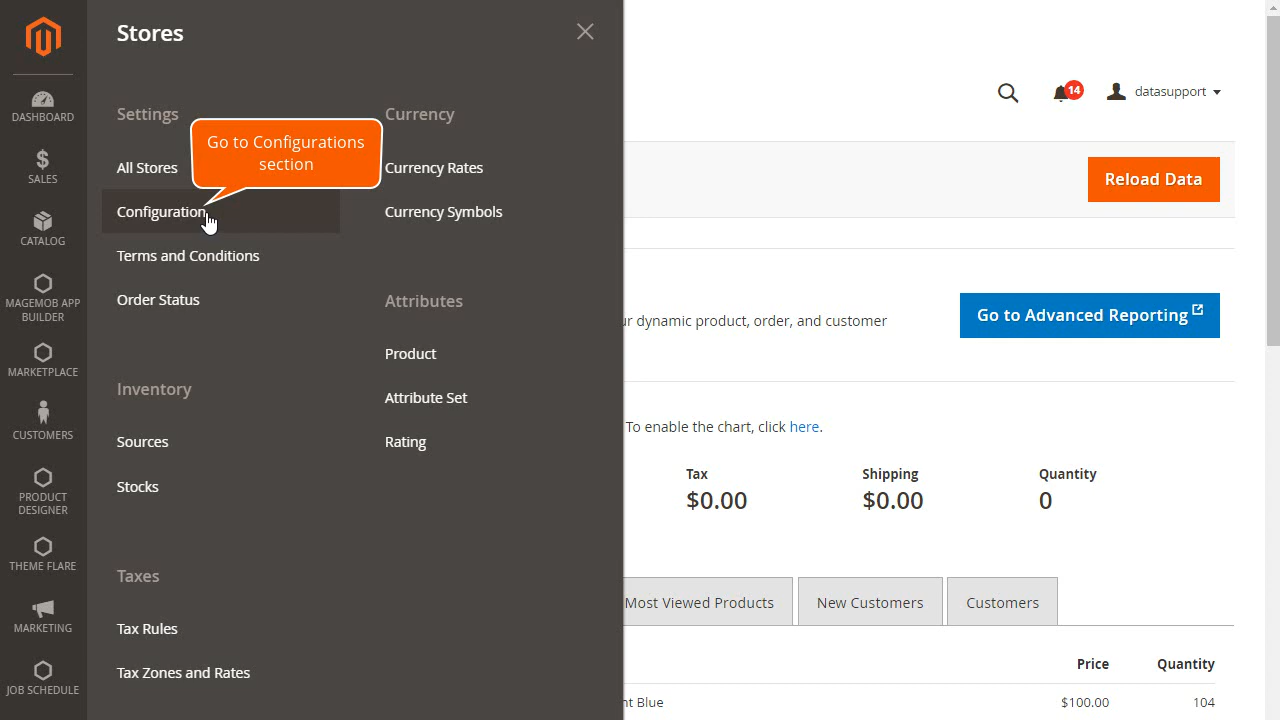 DASHBOARD
SALES
CATALOG
MAGEMOB APP
BUILDER
MARKETPLACE
CUSTOMERS
PRODUCT
DESIGNER
THEME FLARE
MARKETING
JOB SCHEDULE
Stores
Settings
Go to Configurations
section
All Stores
Configuration
Terms and Conditions
Order Status
Inventory
Sources
Stocks
Taxes
Tax Rules
Tax Zones and Rates
Currency
Currency Rates
Currency Symbols
Attributes
Product
Attribute Set
Rating
14
datasupport
Reload Data
dynamic product, order, and customer
Go to Advanced Reporting
To enable the chart, click here.
Tax Shipping Quantity
$0.00 $0.00 0
Most Viewed Products New Customers Customers
Price Quantity
Blue $100.00 104